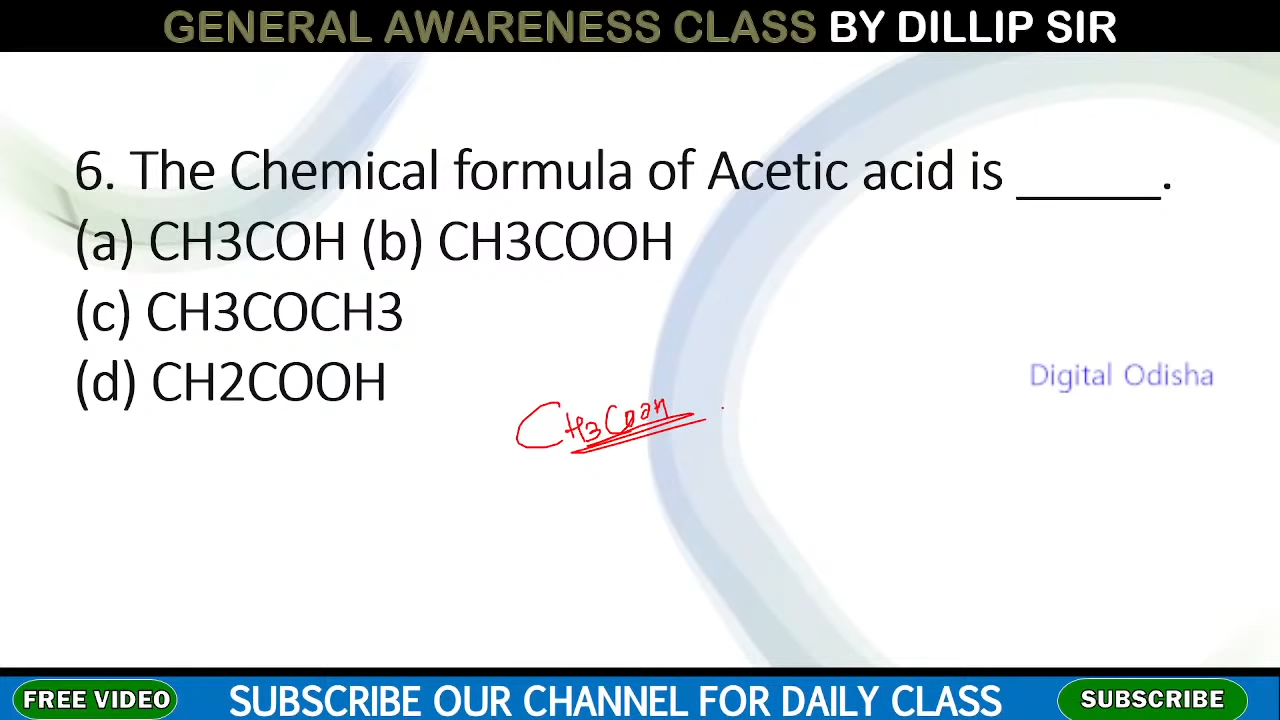 GENERAL AWARENESS CLASS BY DILLIP SIR
6. The Chemical formula of Acetic acid is ______.
(a) CH3COH (b) CH3COOH
(c) CH3COCH3
(d) CH2COOH
Digital Odisha
CH3COOH
FREE VIDEO SUBSCRIBE OUR CHANNEL FOR DAILY CLASS SUBSCRIBE